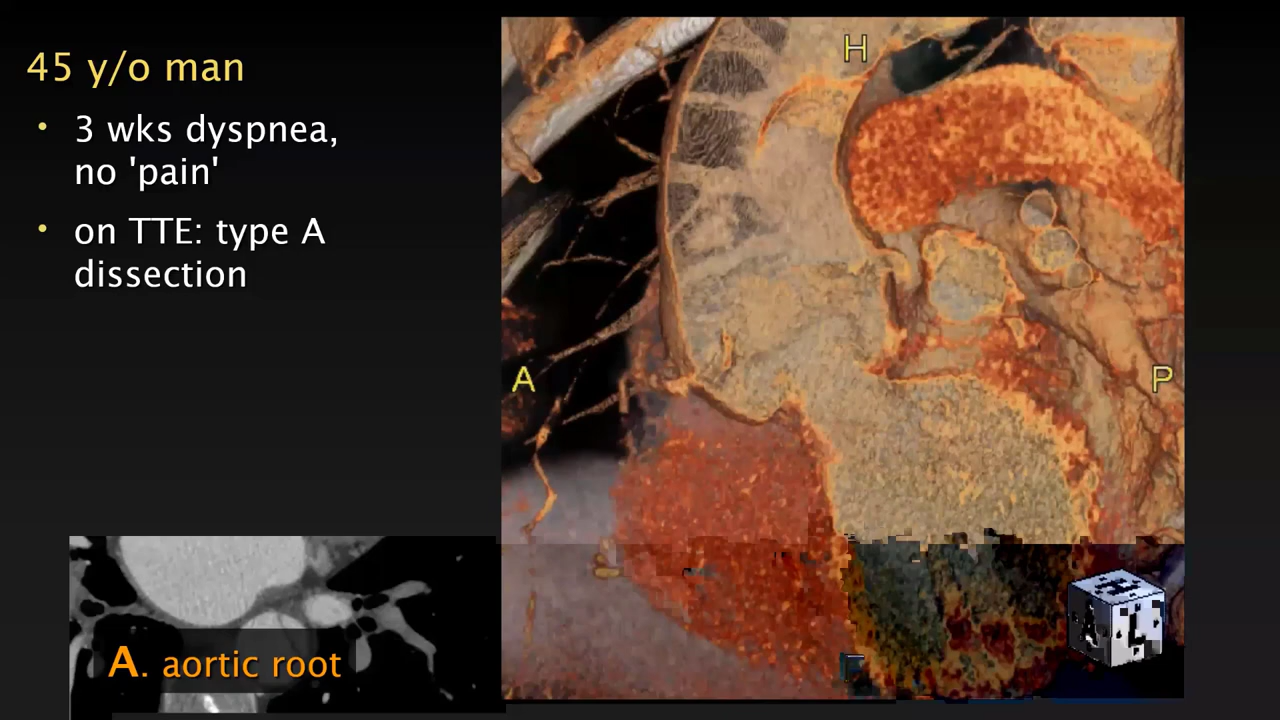 45 y/o man
• 3 wks dyspnea,
no 'pain'
• on TTE: type A
dissection
H
A
P
A. aortic root
H
A
L